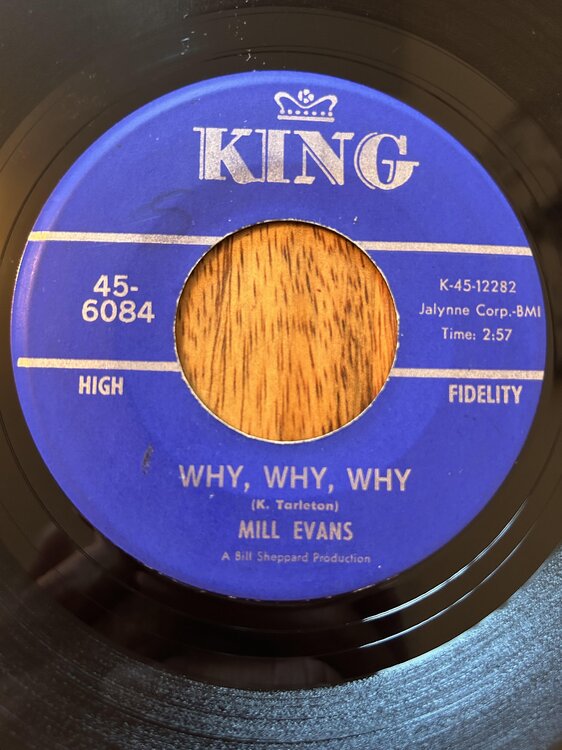 KING
45-
6084
K-45-12282
Jalynne Corp.-BMI
Time: 2:57
HIGH
FIDELITY
WHY, WHY, WHY
(K. Tarleton)
MILL EVANS
A Bill Sheppard Production